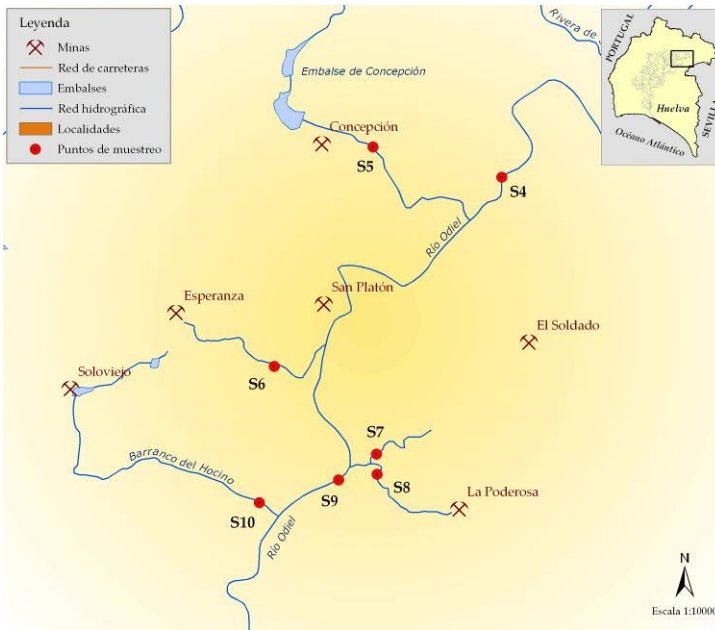 Leyenda
Minas
Red de carreteras
Embalses
Red hidrográfica
Localidades
Puntos de muestreo
Rivera de
PORTUGAL
Huelva
SEVILLA
Océano Atlántico
Embalse de Concepción
Concepción
S5
S4
Río Odiel
Esperanza
San Platón
El Soldado
Soloviejo
S6
S7
Barranco del Hocino
S9
S8
La Poderosa
S10
Río Odiel
N
Escala 1:10000